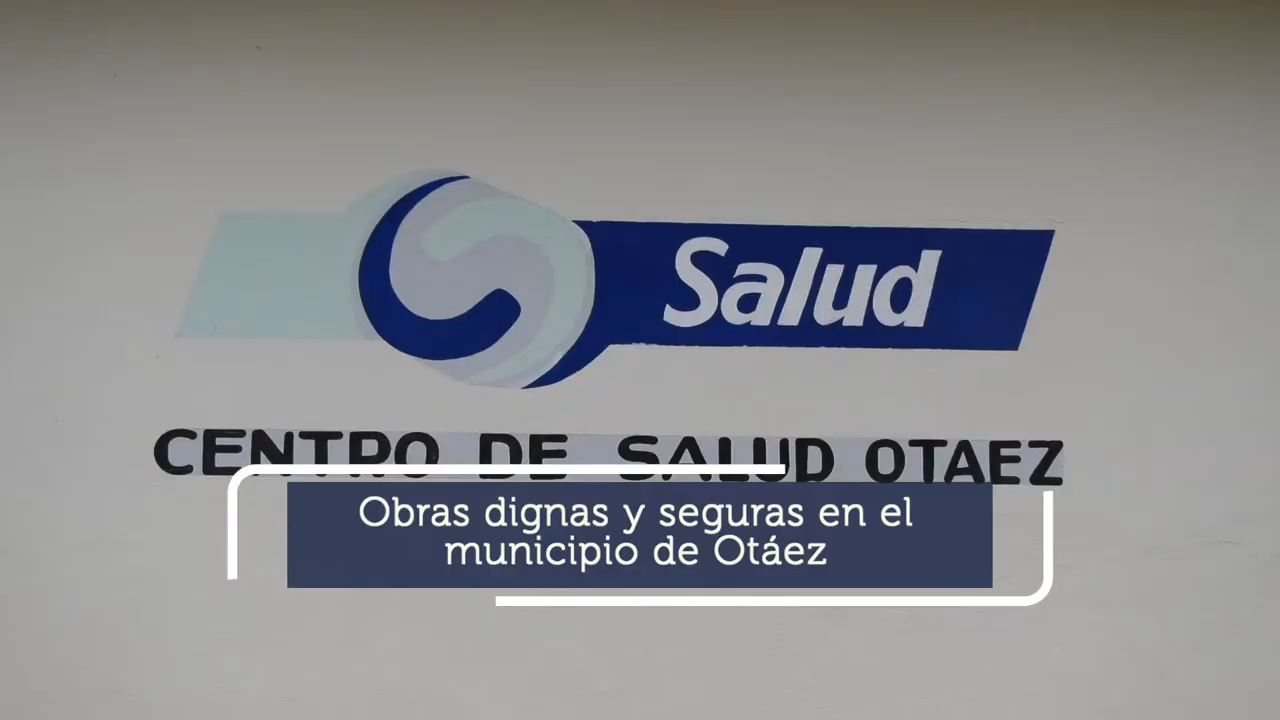 Salud
CENTRO DE SALUD OTAEZ
Obras dignas y seguras en el
municipio de Otáez